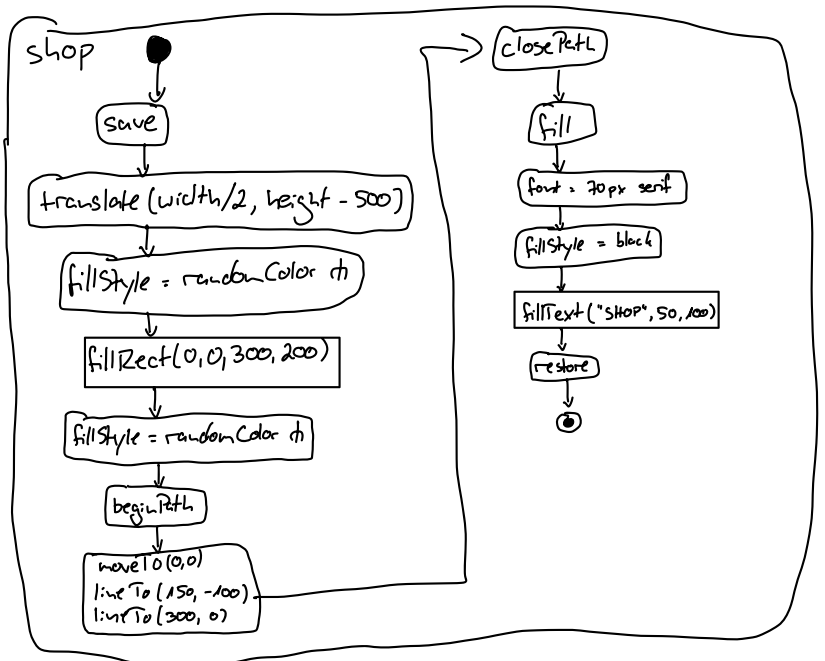 shop
save
translate (width/2, height - 500)
fillStyle = randomColor
fillRect(0,0,300,200)
fillStyle = randomColor
beginPath
moveTo(0,0)
lineTo(150, -100)
lineTo(300, 0)
closePath
fill
font = 70px serif
fillStyle = black
fillText("SHOP", 50, 100)
restore